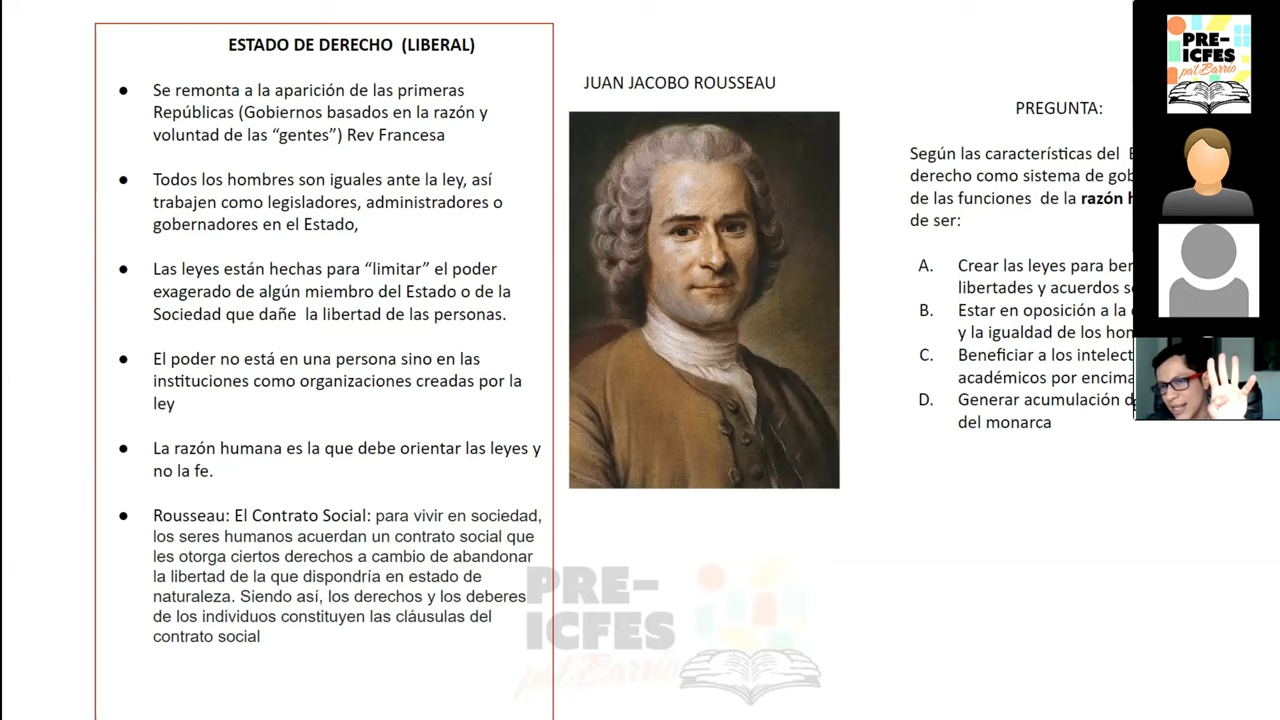 ESTADO DE DERECHO (LIBERAL)
● Se remonta a la aparición de las primeras
Repúblicas (Gobiernos basados en la razón y
voluntad de las “gentes”) Rev Francesa
● Todos los hombres son iguales ante la ley, así
trabajen como legisladores, administradores o
gobernadores en el Estado,
● Las leyes están hechas para “limitar” el poder
exagerado de algún miembro del Estado o de la
Sociedad que dañe la libertad de las personas.
● El poder no está en una persona sino en las
instituciones como organizaciones creadas por la
ley
● La razón humana es la que debe orientar las leyes y
no la fe.
● Rousseau: El Contrato Social: para vivir en sociedad,
los seres humanos acuerdan un contrato social que
les otorga ciertos derechos a cambio de abandonar
la libertad de la que dispondría en estado de
naturaleza. Siendo así, los derechos y los deberes
de los individuos constituyen las cláusulas del
contrato social
JUAN JACOBO ROUSSEAU
PREGUNTA:
Según las características del
derecho como sistema de
de las funciones de la razón
de ser:
A. Crear las leyes para
libertades y acuerdos
B. Estar en oposición a la
y la igualdad de los
C. Beneficiar a los
académicos por encima
D. Generar acumulación
del monarca
PRE-
ICFES
pa'l Barrio
PRE-
ICFES
pa'l Barrio